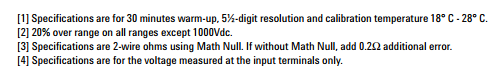 [1] Specifications are for 30 minutes warm-up, 5½-digit resolution and calibration temperature 18° C - 28° C.
[2] 20% over range on all ranges except 1000Vdc.
[3] Specifications are 2-wire ohms using Math Null. If without Math Null, add 0.2Ω additional error.
[4] Specifications are for the voltage measured at the input terminals only.